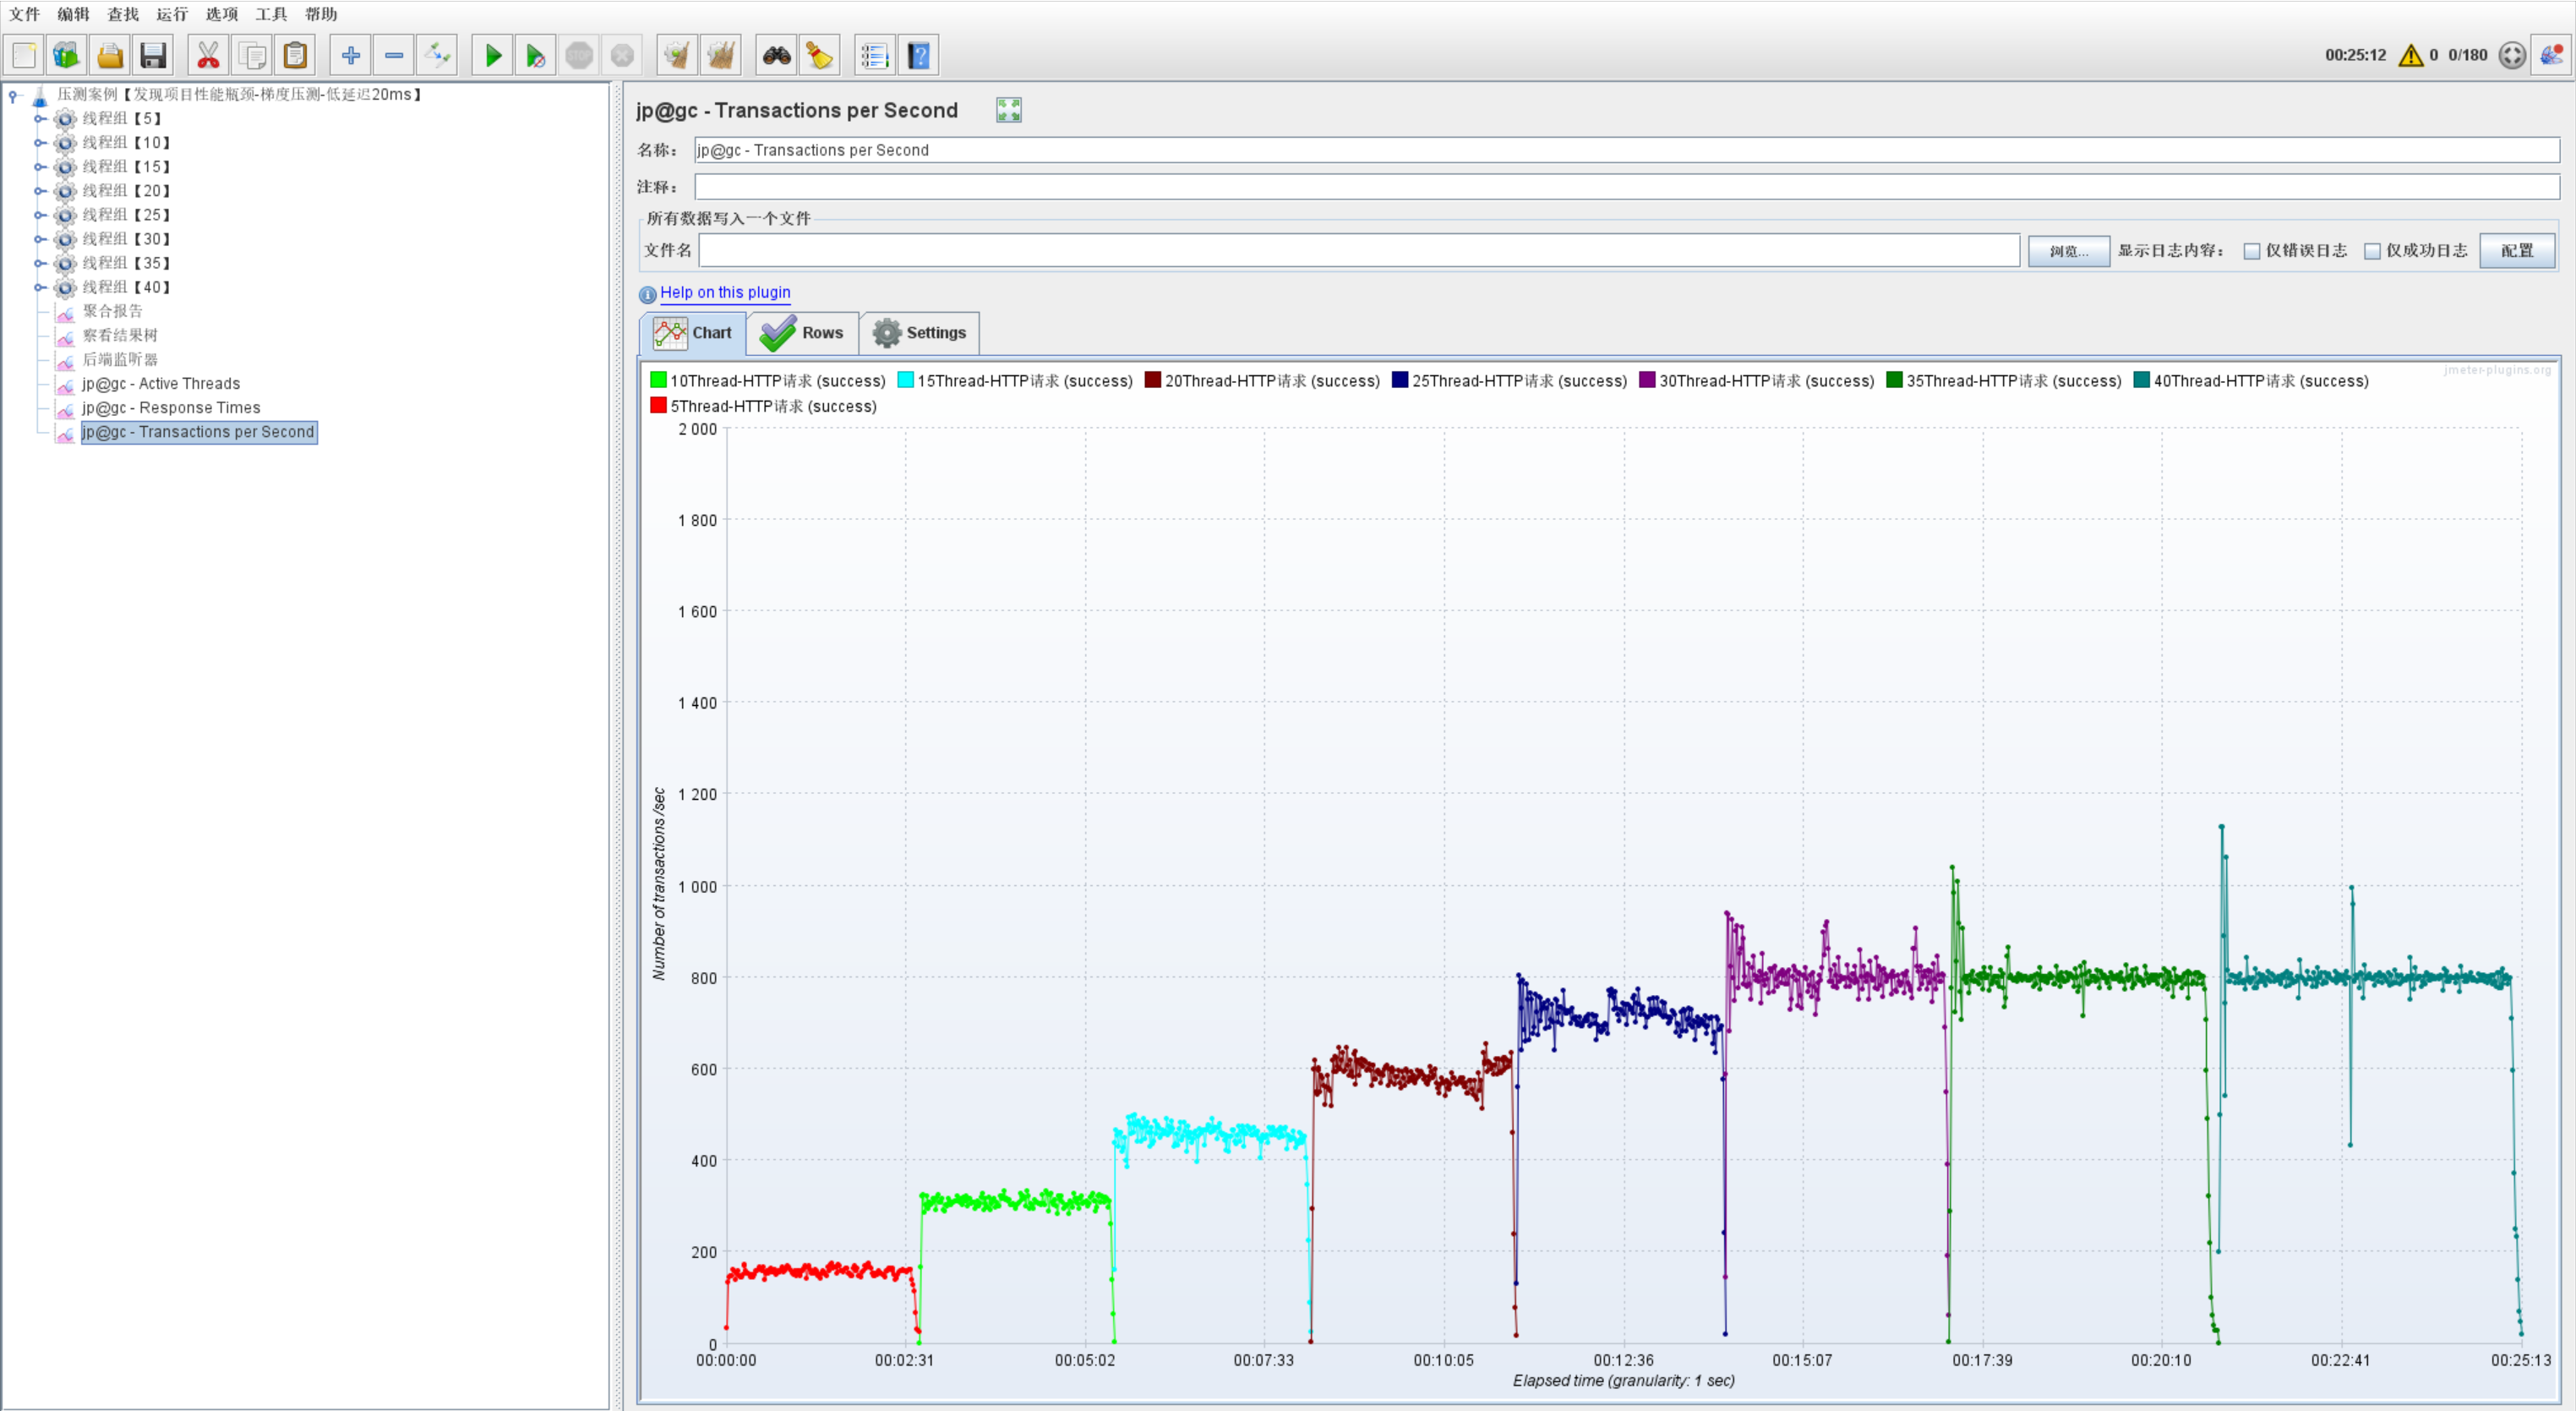 文件 编辑 查找 运行 选项 工具 帮助
00:25:12 0 0/180
压测案例【发现项目性能瓶颈-梯度压测-低延迟20ms】
线程组【5】
线程组【10】
线程组【15】
线程组【20】
线程组【25】
线程组【30】
线程组【35】
线程组【40】
聚合报告
察看结果树
后端监听器
jp@gc - Active Threads
jp@gc - Response Times
jp@gc - Transactions per Second
jp@gc - Transactions per Second
名称： jp@gc - Transactions per Second
注释：
所有数据写入一个文件
文件名 浏览... 显示日志内容： 仅错误日志 仅成功日志 配置
Help on this plugin
Chart Rows Settings
jmeter-plugins.org
10Thread-HTTP请求 (success) 15Thread-HTTP请求 (success) 20Thread-HTTP请求 (success) 25Thread-HTTP请求 (success) 30Thread-HTTP请求 (success) 35Thread-HTTP请求 (success) 40Thread-HTTP请求 (success)
5Thread-HTTP请求 (success)
2 000
1 800
1 600
1 400
1 200
1 000
800
600
400
200
0
Number of transactions /sec
00:00:00 00:02:31 00:05:02 00:07:33 00:10:05 00:12:36 00:15:07 00:17:39 00:20:10 00:22:41 00:25:13
Elapsed time (granularity: 1 sec)